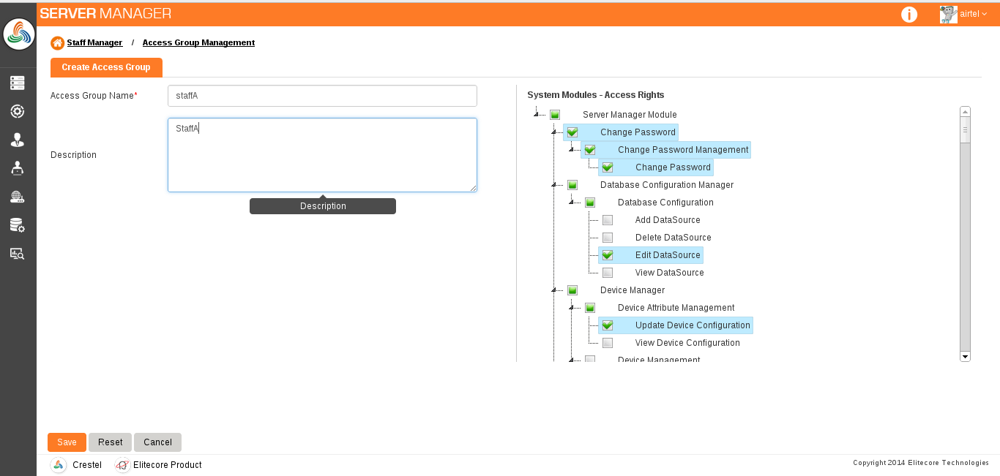 SERVER MANAGER
airtel
Staff Manager / Access Group Management
Create Access Group
Access Group Name*
staffA
Description
StaffA
Description
System Modules - Access Rights
Server Manager Module
Change Password
Change Password Management
Change Password
Database Configuration Manager
Database Configuration
Add DataSource
Delete DataSource
Edit DataSource
View DataSource
Device Manager
Device Attribute Management
Update Device Configuration
View Device Configuration
Device Management
Save
Reset
Cancel
Crestel
Elitecore Product
Copyright 2014 Elitecore Technologies